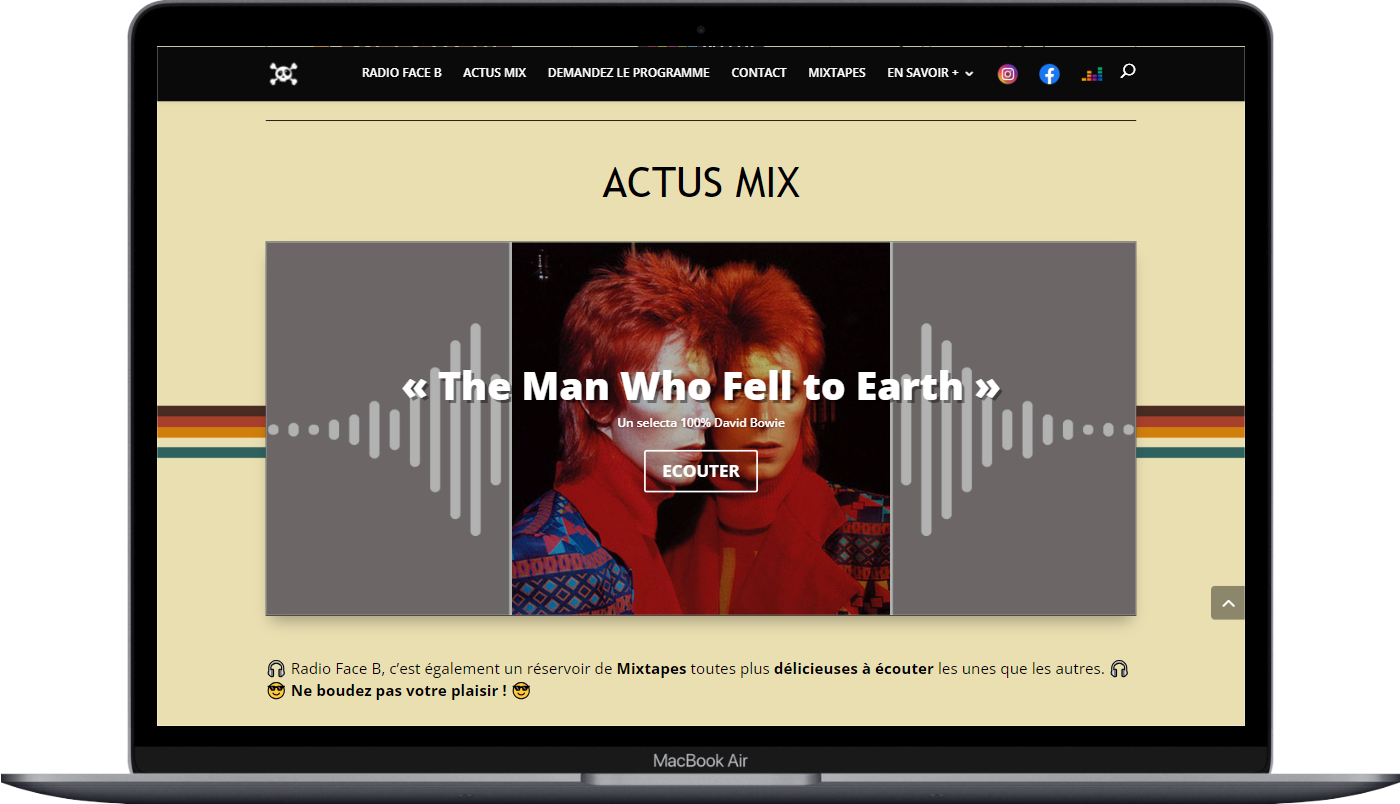 RADIO FACE B ACTUS MIX DEMANDEZ LE PROGRAMME CONTACT MIXTAPES EN SAVOIR +
ACTUS MIX
« The Man Who Fell to Earth »
Un selecta 100% David Bowie
ECOUTER
🎧 Radio Face B, c’est également un réservoir de Mixtapes toutes plus délicieuses à écouter les unes que les autres. 🎧
😎 Ne boudez pas votre plaisir ! 😎
MacBook Air